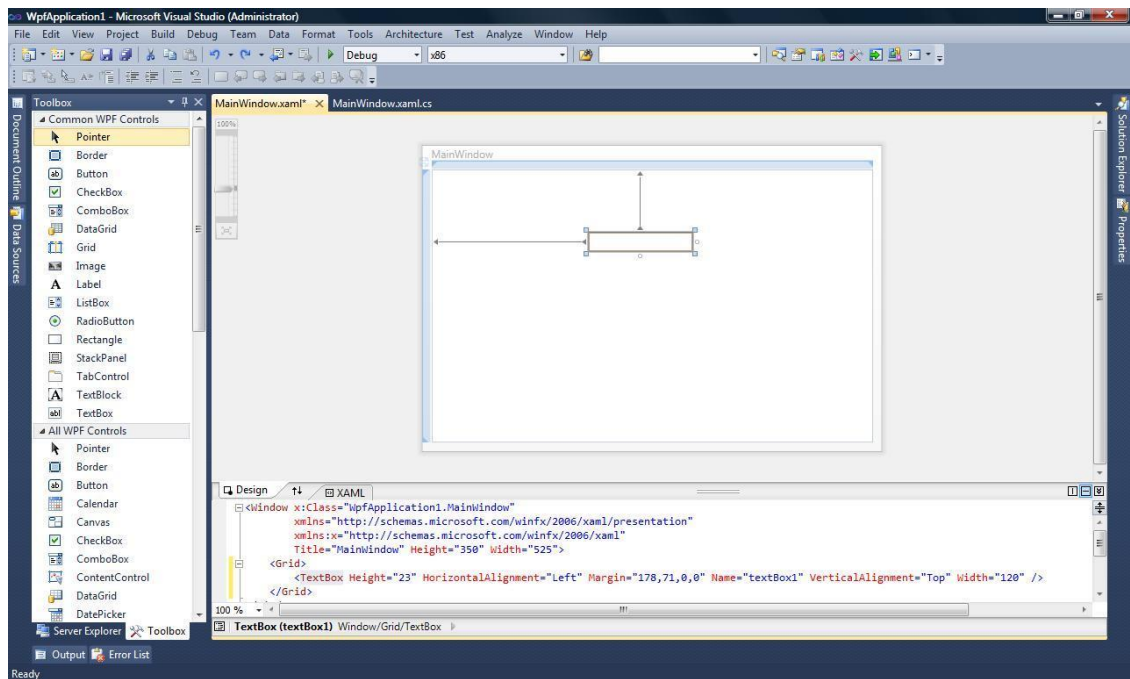 WpfApplication1 - Microsoft Visual Studio (Administrator)
File Edit View Project Build Debug Team Data Format Tools Architecture Test Analyze Window Help
Debug x86
Toolbox
MainWindow.xaml* MainWindow.xaml.cs
Document Outline
Data Sources
Solution Explorer
Properties
Common WPF Controls
Pointer
Border
Button
CheckBox
ComboBox
DataGrid
Grid
Image
Label
ListBox
RadioButton
Rectangle
StackPanel
TabControl
TextBlock
TextBox
All WPF Controls
Pointer
Border
Button
Calendar
Canvas
CheckBox
ComboBox
ContentControl
DataGrid
DatePicker
Server Explorer Toolbox
100%
MainWindow
Design XAML
<Window x:Class="WpfApplication1.MainWindow"
xmlns="http://schemas.microsoft.com/winfx/2006/xaml/presentation"
xmlns:x="http://schemas.microsoft.com/winfx/2006/xaml"
Title="MainWindow" Height="350" Width="525">
<Grid>
<TextBox Height="23" HorizontalAlignment="Left" Margin="178,71,0,0" Name="textBox1" VerticalAlignment="Top" Width="120" />
</Grid>
100 %
TextBox (textBox1) Window/Grid/TextBox
Output Error List
Ready